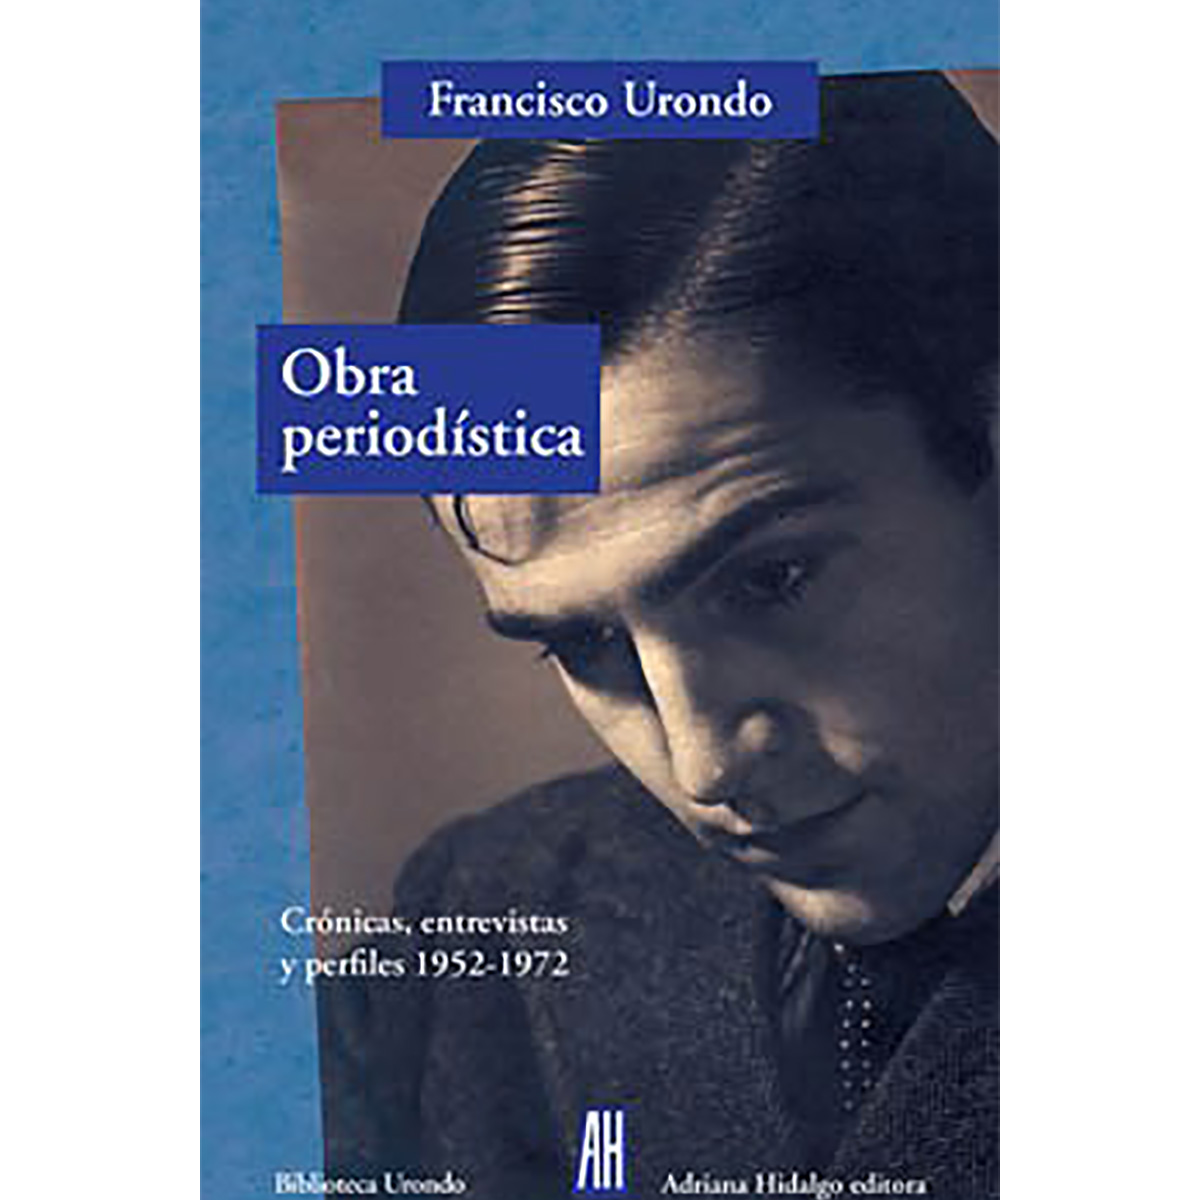 Francisco Urondo
Obra
periodística
Crónicas, entrevistas
y perfiles 1952-1972
AH
Biblioteca Urondo
Adriana Hidalgo editora